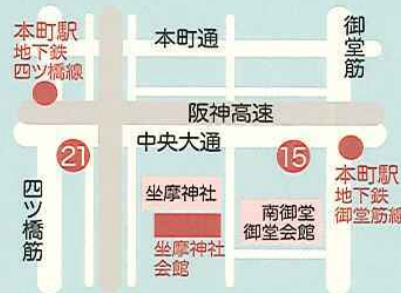 本町駅
地下鉄
四ツ橋線
本町通
御堂筋
阪神高速
中央大通
21
15
本町駅
地下鉄
御堂筋線
四ツ橋筋
坐摩神社
坐摩神社
会館
南御堂
御堂会館